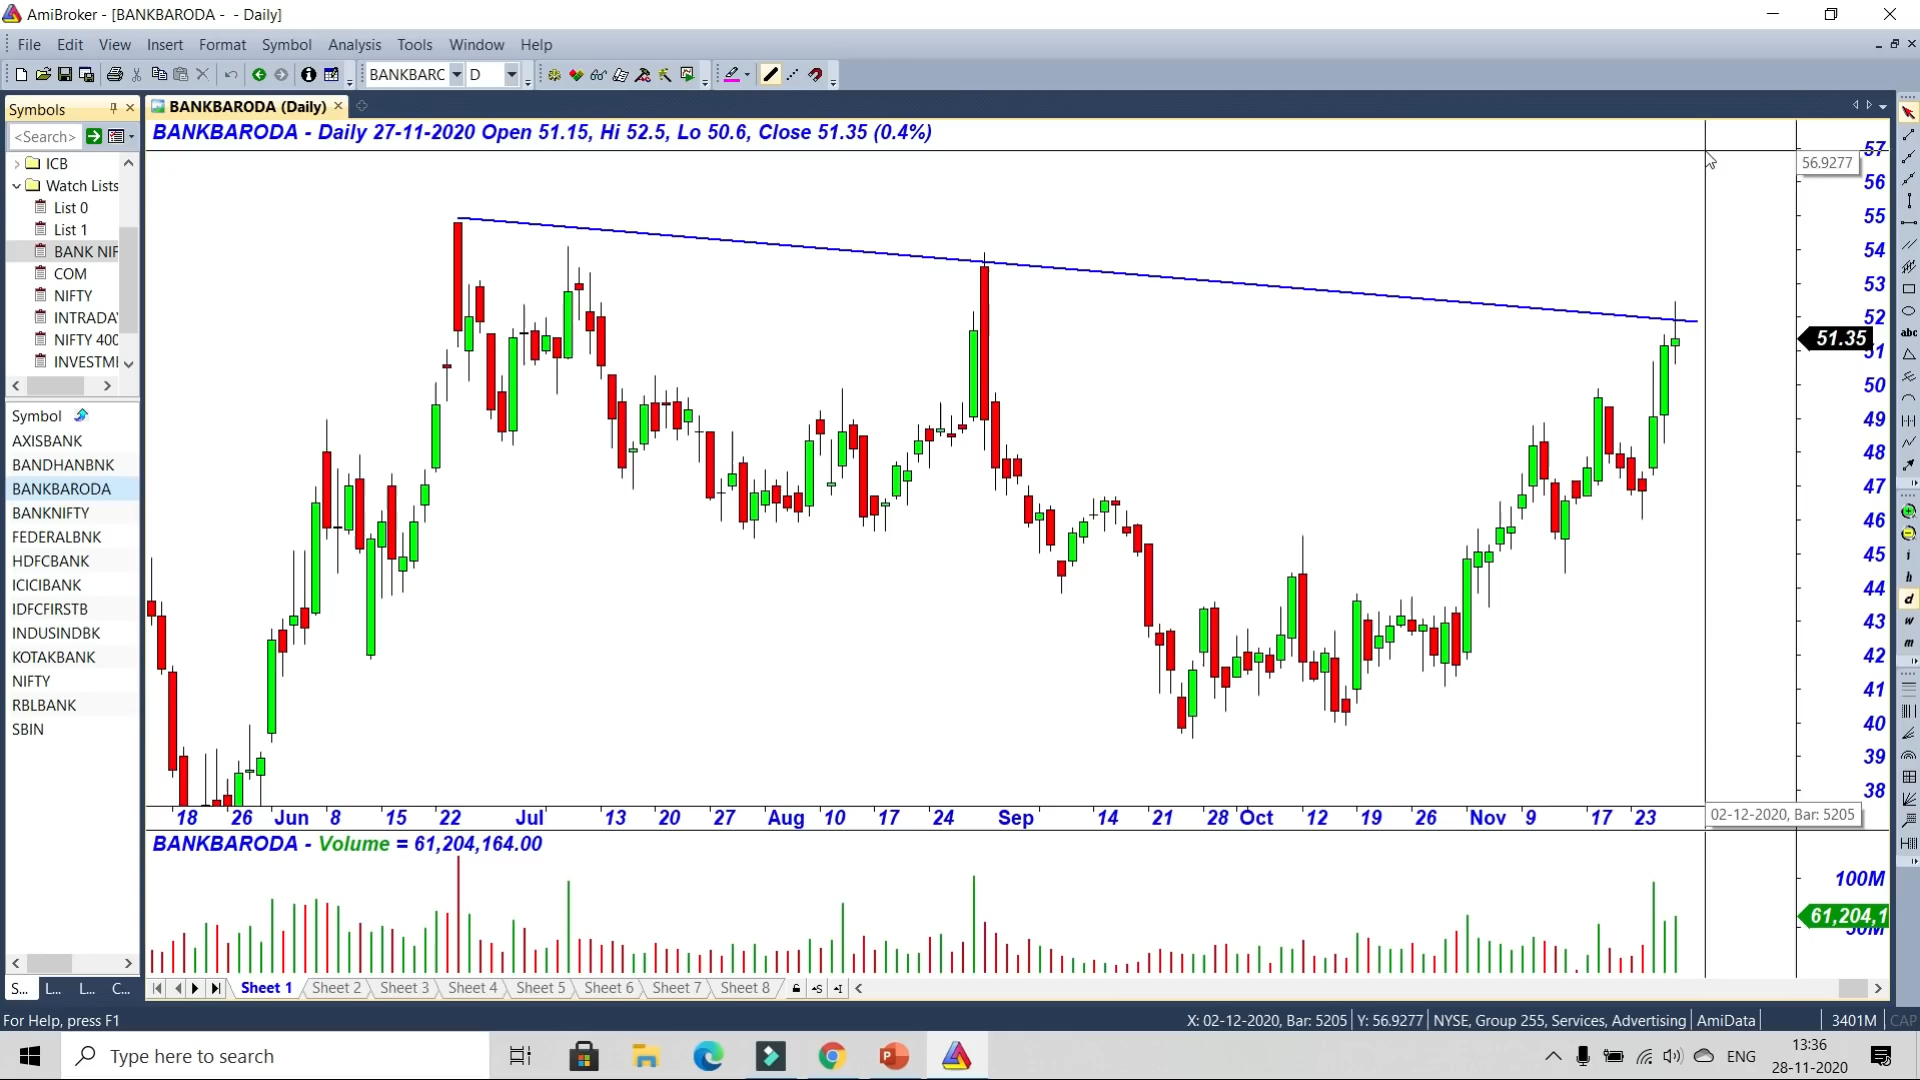 AmiBroker - [BANKBARODA - - Daily]
File Edit View Insert Format Symbol Analysis Tools Window Help
BANKBARC D
Symbols
BANKBARODA (Daily)
<Search>
BANKBARODA - Daily 27-11-2020 Open 51.15, Hi 52.5, Lo 50.6, Close 51.35 (0.4%)
ICB
Watch Lists
List 0
List 1
BANK NIF
COM
NIFTY
INTRADA
NIFTY 400
INVESTM
Symbol
AXISBANK
BANDHANBNK
BANKBARODA
BANKNIFTY
FEDERALBNK
HDFCBANK
ICICIBANK
IDFCFIRSTB
INDUSINDBK
KOTAKBANK
NIFTY
RBLBANK
SBIN
57
56.9277
56
55
54
53
52
51.35
51
50
49
48
47
46
45
44
43
42
41
40
39
38
abc
i
h
d
w
m
18 26 Jun 8 15 22 Jul 13 20 27 Aug 10 17 24 Sep 14 21 28 Oct 12 19 26 Nov 9 17 23
02-12-2020, Bar: 5205
BANKBARODA - Volume = 61,204,164.00
100M
61,204,1
50M
S... L... L... C...
Sheet 1 Sheet 2 Sheet 3 Sheet 4 Sheet 5 Sheet 6 Sheet 7 Sheet 8
For Help, press F1
X: 02-12-2020, Bar: 5205 Y: 56.9277 NYSE, Group 255, Services, Advertising AmiData 3401M CAP
Type here to search
ENG
13:36
28-11-2020